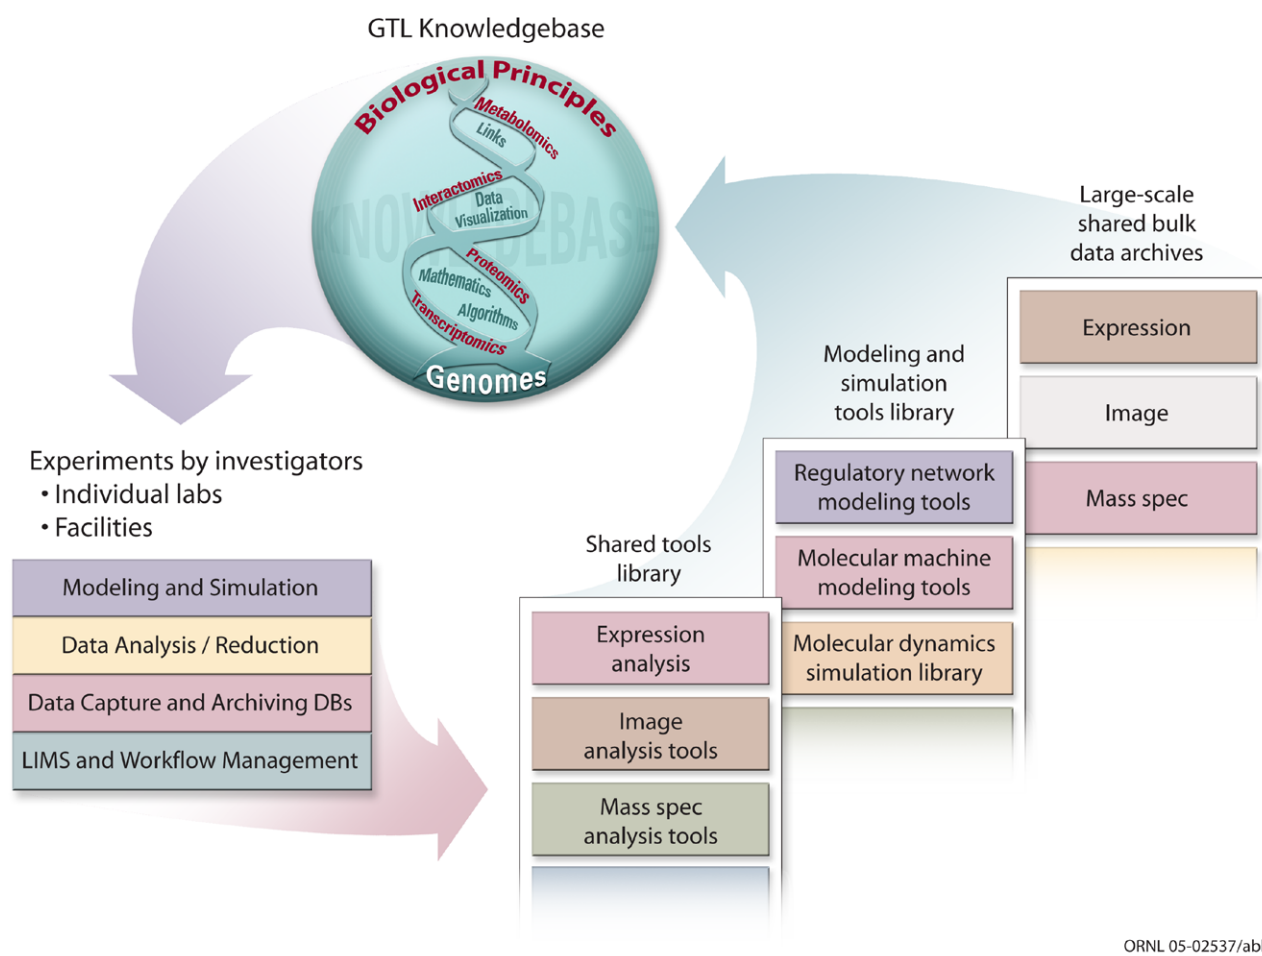 GTL Knowledgebase
Biological Principles
Metabolomics
Links
Interactomics
Data
Visualization
Proteomics
Mathematics
Algorithms
Transcriptomics
Genomes
Experiments by investigators
• Individual labs
• Facilities
Modeling and Simulation
Data Analysis / Reduction
Data Capture and Archiving DBs
LIMS and Workflow Management
Shared tools
library
Expression
analysis
Image
analysis tools
Mass spec
analysis tools
Modeling and
simulation
tools library
Regulatory network
modeling tools
Molecular machine
modeling tools
Molecular dynamics
simulation library
Large-scale
shared bulk
data archives
Expression
Image
Mass spec
ORNL 05-02537/abl